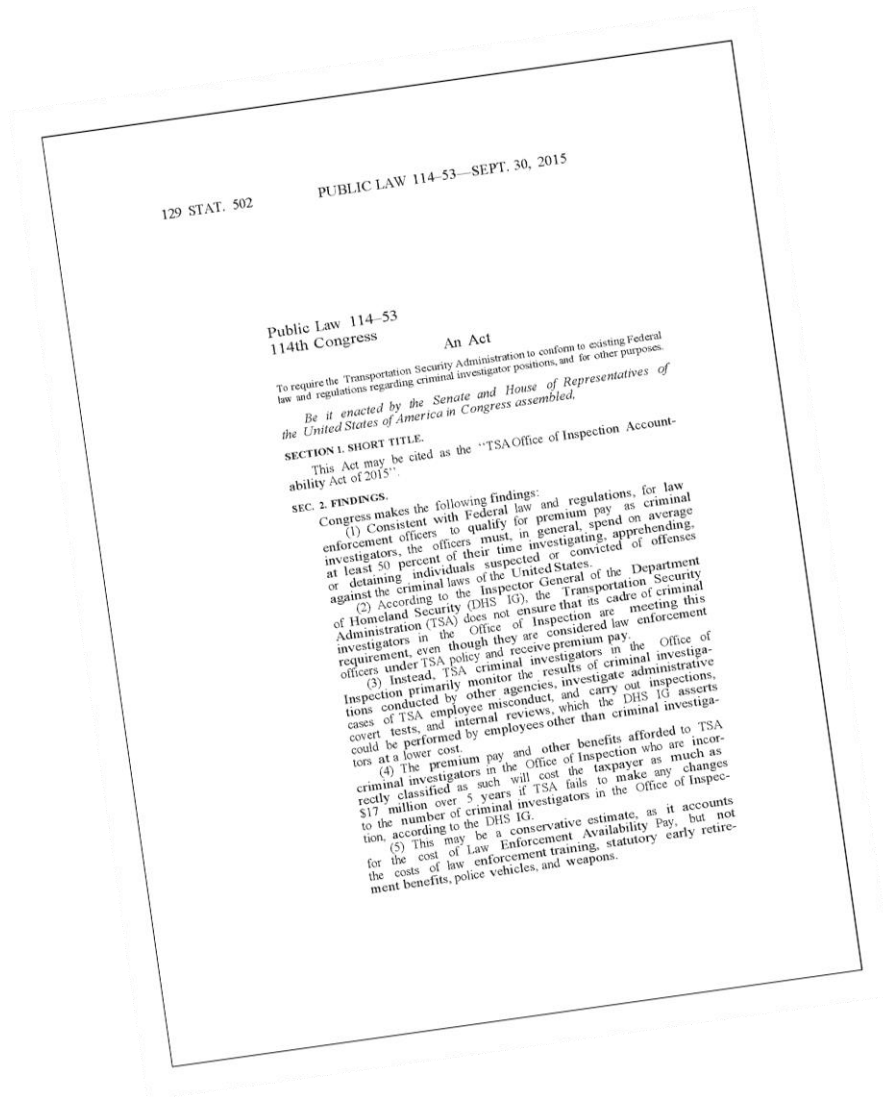 129 STAT. 502
PUBLIC LAW 114–53—SEPT. 30, 2015
Public Law 114–53
114th Congress
An Act
To require the Transportation Security Administration to conform to existing Federal
law and regulations regarding criminal investigator positions, and for other purposes.
Be it enacted by the Senate and House of Representatives of
the United States of America in Congress assembled,
SECTION 1. SHORT TITLE.
This Act may be cited as the ‘‘TSA Office of Inspection Account-
ability Act of 2015’’.
SEC. 2. FINDINGS.
Congress makes the following findings:
(1) Consistent with Federal law and regulations, for law
enforcement officers to qualify for premium pay as criminal
investigators, the officers must, in general, spend on average
at least 50 percent of their time investigating, apprehending,
or detaining individuals suspected or convicted of offenses
against the criminal laws of the United States.
(2) According to the Inspector General of the Department
of Homeland Security (DHS IG), the Transportation Security
Administration (TSA) does not ensure that its cadre of criminal
investigators in the Office of Inspection are meeting this
requirement, even though they are considered law enforcement
officers under TSA policy and receive premium pay.
(3) Instead, TSA criminal investigators in the Office of
Inspection primarily monitor the results of criminal investiga-
tions conducted by other agencies, investigate administrative
cases of TSA employee misconduct, and carry out inspections,
covert tests, and internal reviews, which the DHS IG asserts
could be performed by employees other than criminal investiga-
tors at a lower cost.
(4) The premium pay and other benefits afforded to TSA
criminal investigators in the Office of Inspection who are incor-
rectly classified as such will cost the taxpayer as much as
$17 million over 5 years if TSA fails to make any changes
to the number of criminal investigators in the Office of Inspec-
tion, according to the DHS IG.
(5) This may be a conservative estimate, as it accounts
for the cost of Law Enforcement Availability Pay, but not
the costs of law enforcement training, statutory early retire-
ment benefits, police vehicles, and weapons.